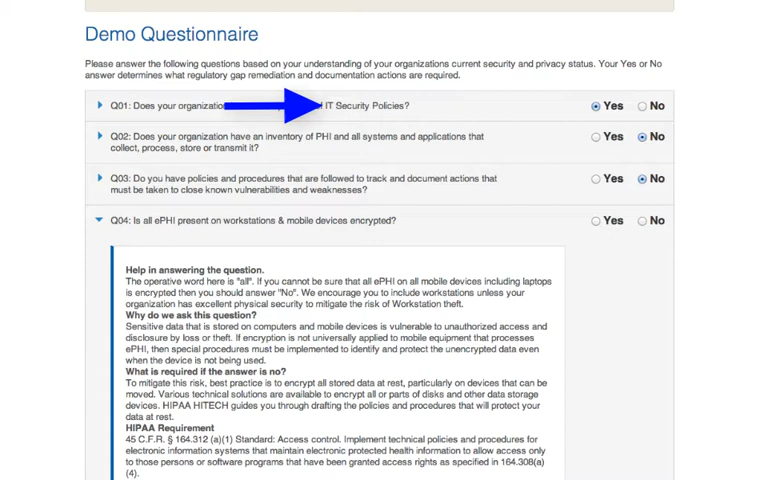 Demo Questionnaire
Please answer the following questions based on your understanding of your organizations current security and privacy status. Your Yes or No
answer determines what regulatory gap remediation and documentation actions are required.
Q01: Does your organization IT Security Policies? Yes No
Q02: Does your organization have an inventory of PHI and all systems and applications that
collect, process, store or transmit it? Yes No
Q03: Do you have policies and procedures that are followed to track and document actions that
must be taken to close known vulnerabilities and weaknesses? Yes No
Q04: Is all ePHI present on workstations & mobile devices encrypted? Yes No
Help in answering the question.
The operative word here is "all". If you cannot be sure that all ePHI on all mobile devices including laptops
is encrypted then you should answer "No". We encourage you to include workstations unless your
organization has excellent physical security to mitigate the risk of Workstation theft.
Why do we ask this question?
Sensitive data that is stored on computers and mobile devices is vulnerable to unauthorized access and
disclosure by loss or theft. If encryption is not universally applied to mobile equipment that processes
ePHI, then special procedures must be implemented to identify and protect the unencrypted data even
when the device is not being used.
What is required if the answer is no?
To mitigate this risk, best practice is to encrypt all stored data at rest, particularly on devices that can be
moved. Various technical solutions are available to encrypt all or parts of disks and other data storage
devices. HIPAA HITECH guides you through drafting the policies and procedures that will protect your
data at rest.
HIPAA Requirement
45 C.F.R. § 164.312 (a)(1) Standard: Access control. Implement technical policies and procedures for
electronic information systems that maintain electronic protected health information to allow access only
to those persons or software programs that have been granted access rights as specified in 164.308(a)
(4).